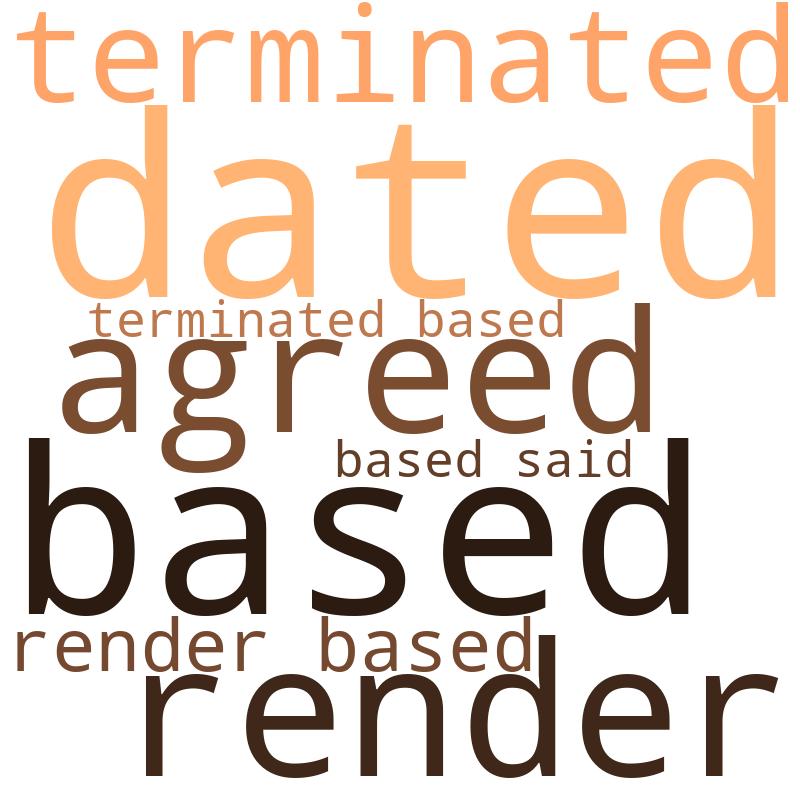 terminated
dated
terminated based
agreed
based said
based
render based
render